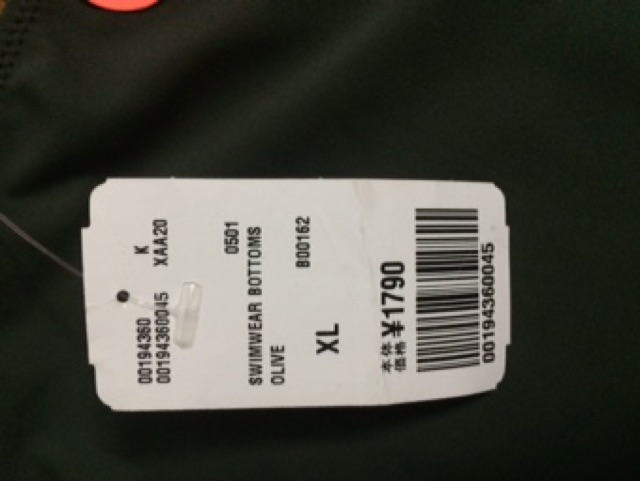 00194360 K
00194360045 XAA20
0501
SWIMWEAR BOTTOMS
OLIVE B00162
XL
本体
価格 ¥1790
00194360045